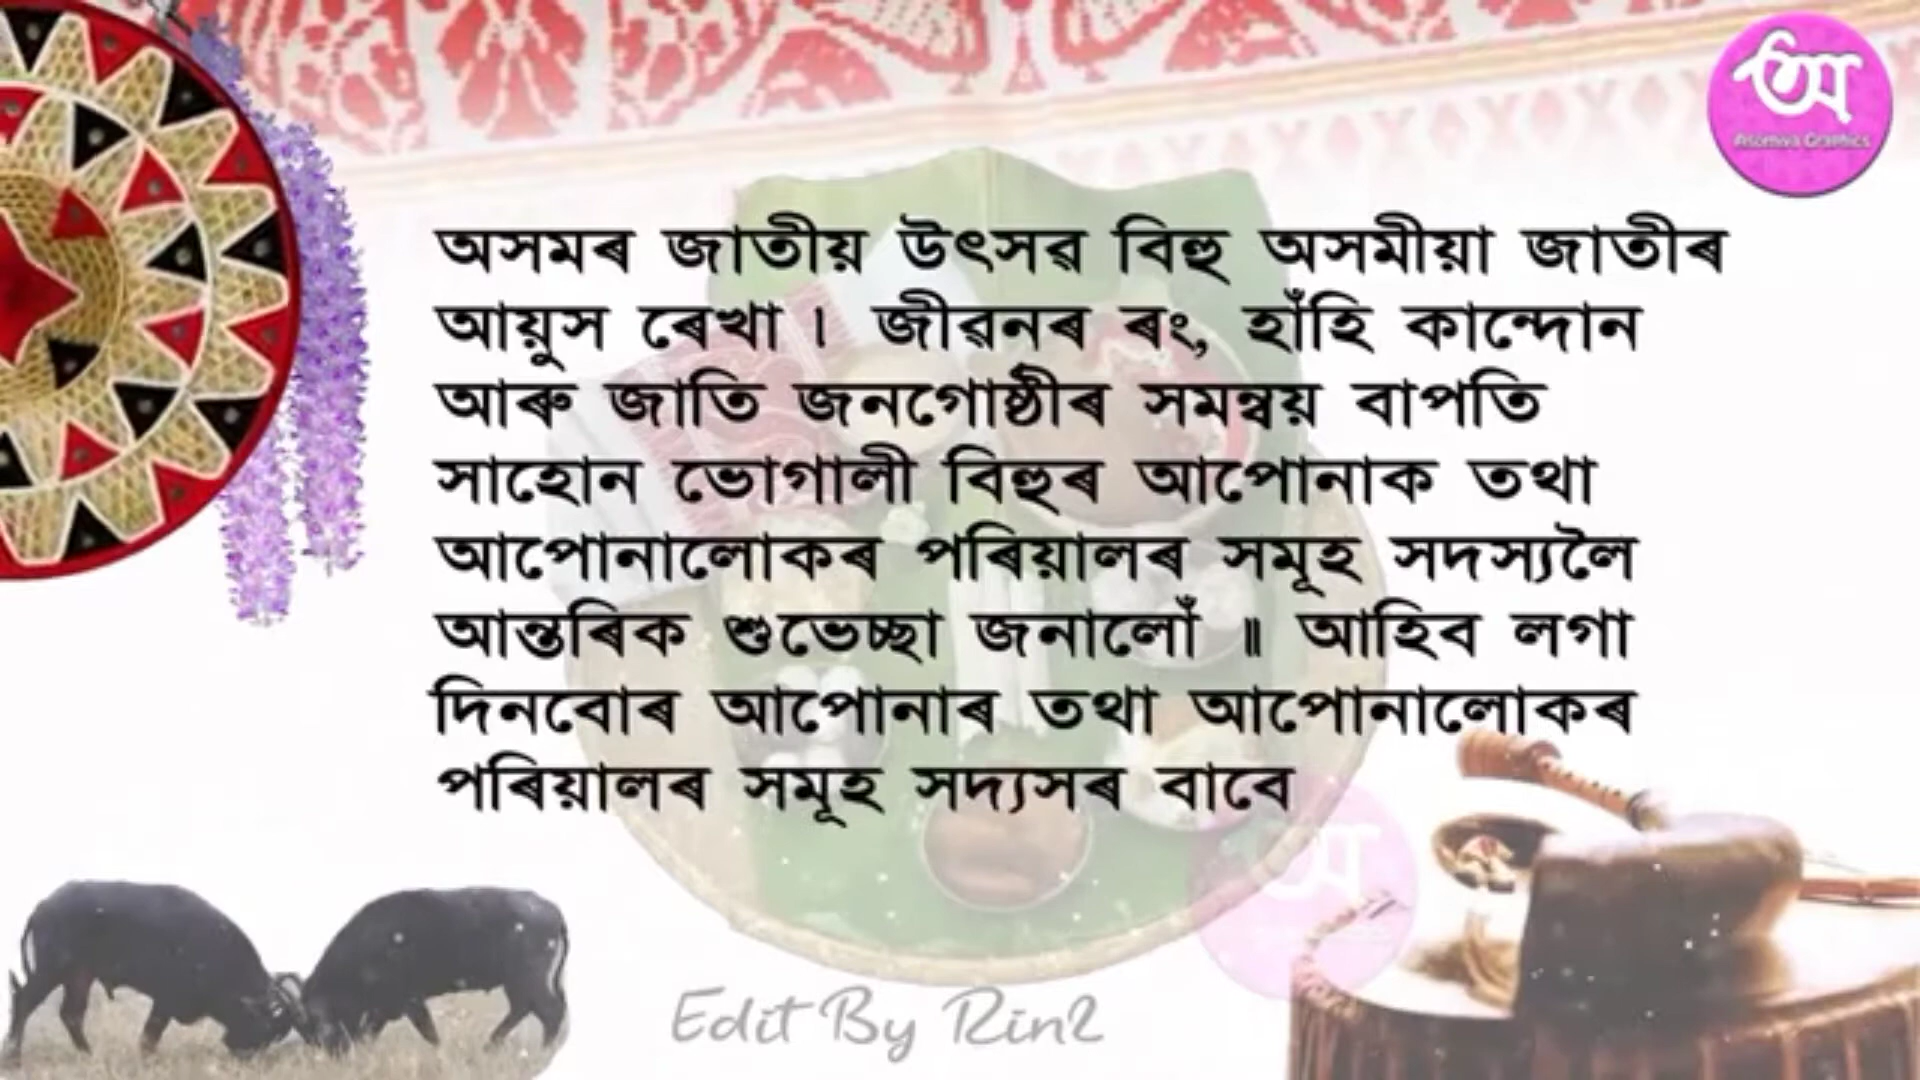 অ
Asomiya Graphics
অসমৰ জাতীয় উৎসৱ বিহু অসমীয়া জাতীৰ
আয়ুস ৰেখা ৷ জীৱনৰ ৰং, হাঁহি কান্দোন
আৰু জাতি জনগোষ্ঠীৰ সমন্বয় বাপতি
সাহোন ভোগালী বিহুৰ আপোনাক তথা
আপোনালোকৰ পৰিয়ালৰ সমূহ সদস্যলৈ
আন্তৰিক শুভেচ্ছা জনালোঁ ॥ আহিব লগা
দিনবোৰ আপোনাৰ তথা আপোনালোকৰ
পৰিয়ালৰ সমূহ সদ্যসৰ বাবে
অ
Edit By Rin2